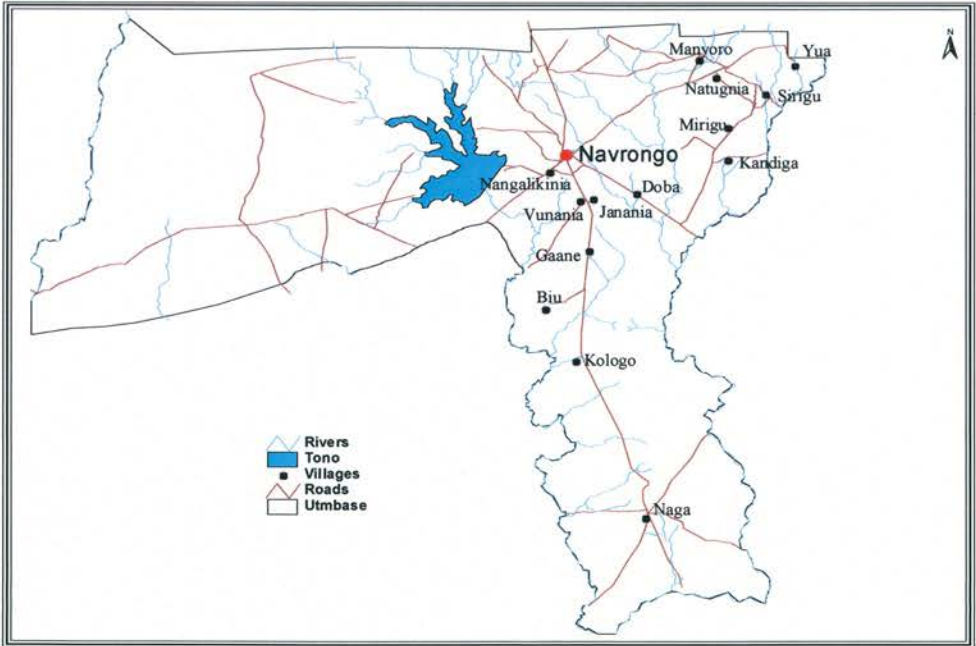 N
Manyoro
Yua
Natugnia
Sirigu
Mirigu
Navrongo
Kandiga
Nangalikinia
Doba
Vunania
Janania
Gaane
Biu
Kologo
Rivers
Tono
Villages
Roads
Utmbase
Naga